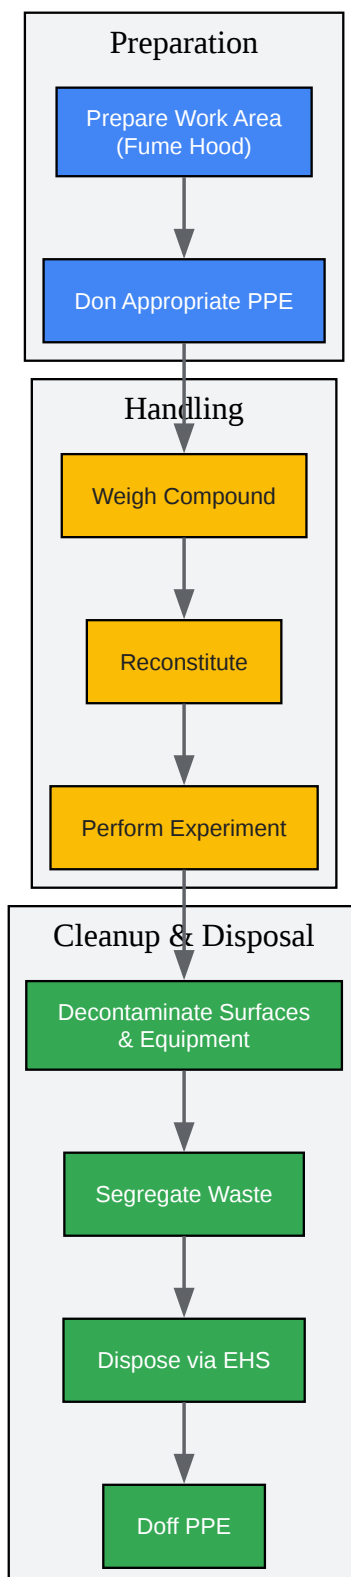 Preparation
Prepare Work Area
(Fume Hood)
Don Appropriate PPE
Handling
Weigh Compound
Reconstitute
Perform Experiment
Cleanup & Disposal
Decontaminate Surfaces
& Equipment
Segregate Waste
Dispose via EHS
Doff PPE